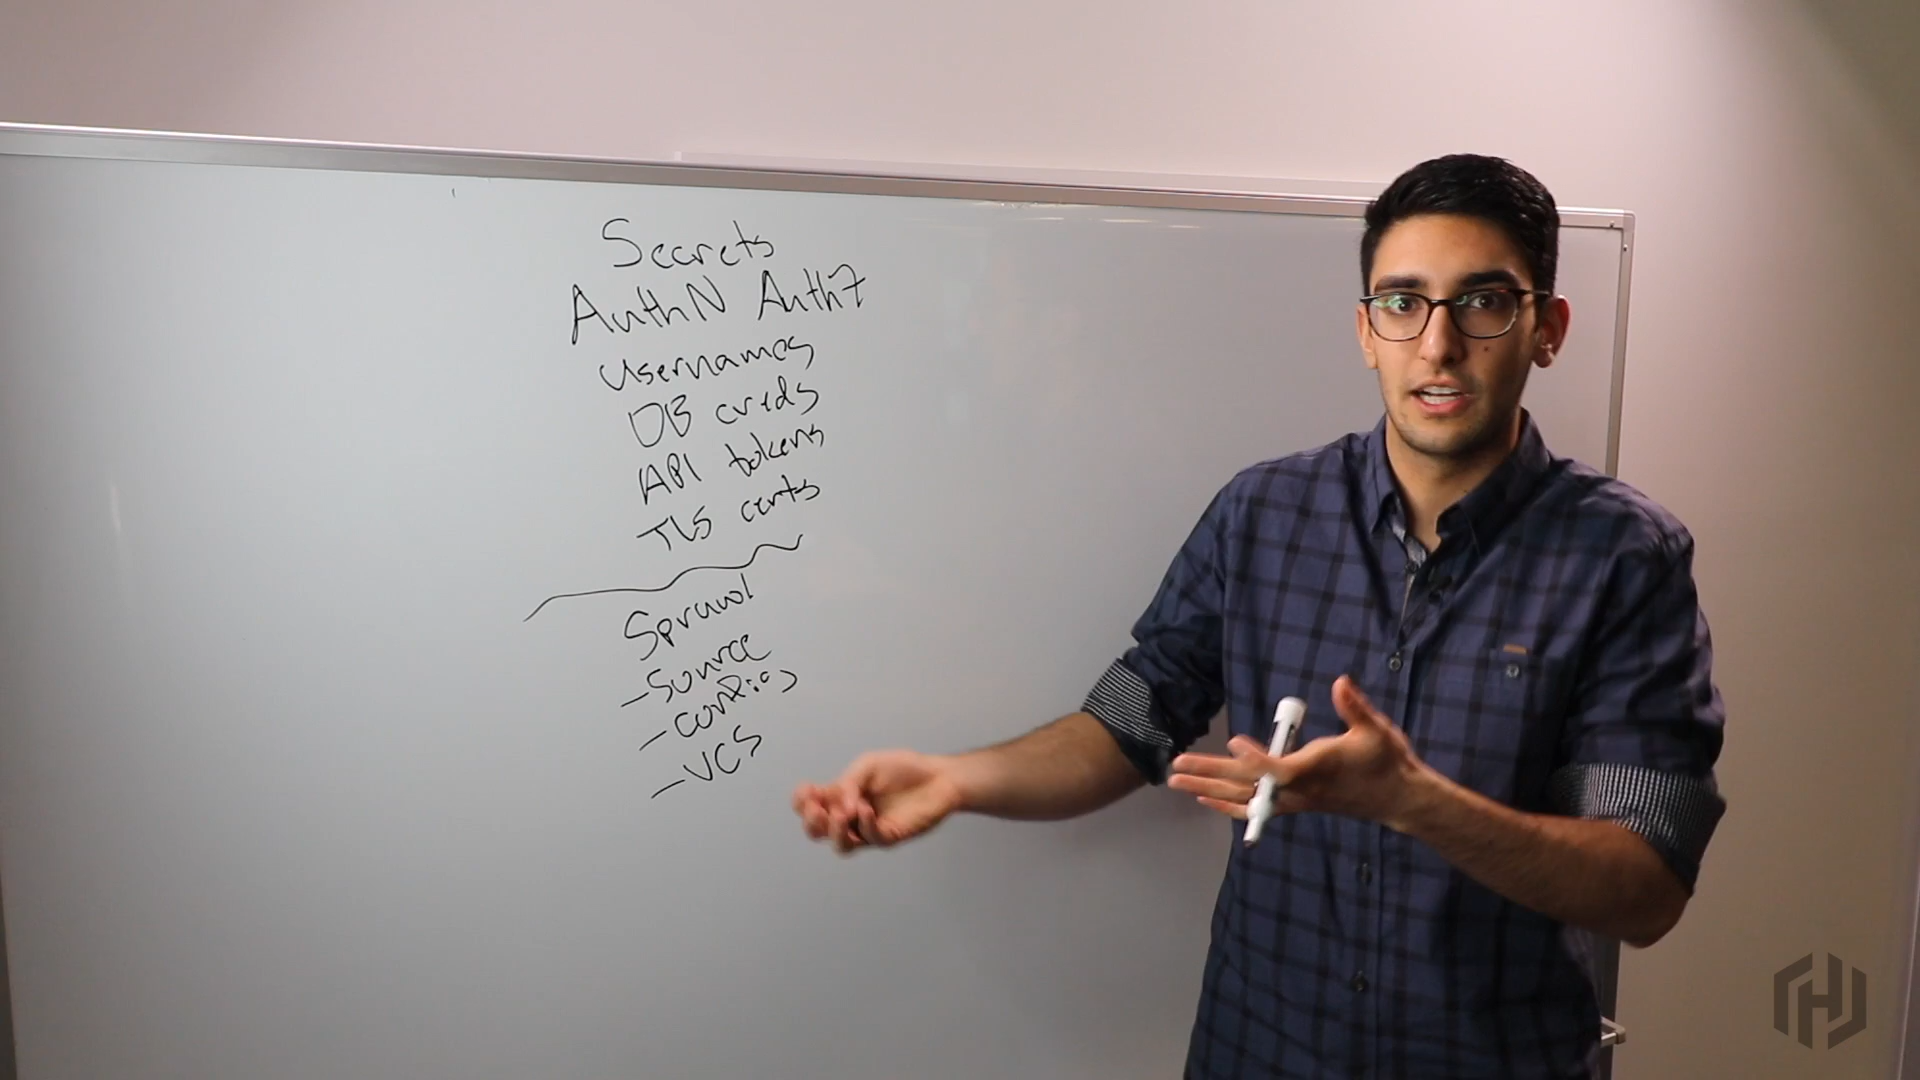 Secrets
AuthN AuthZ
Usernames
DB creds
API tokens
TLS certs
Sprawl
- Source
- Config
- VCS